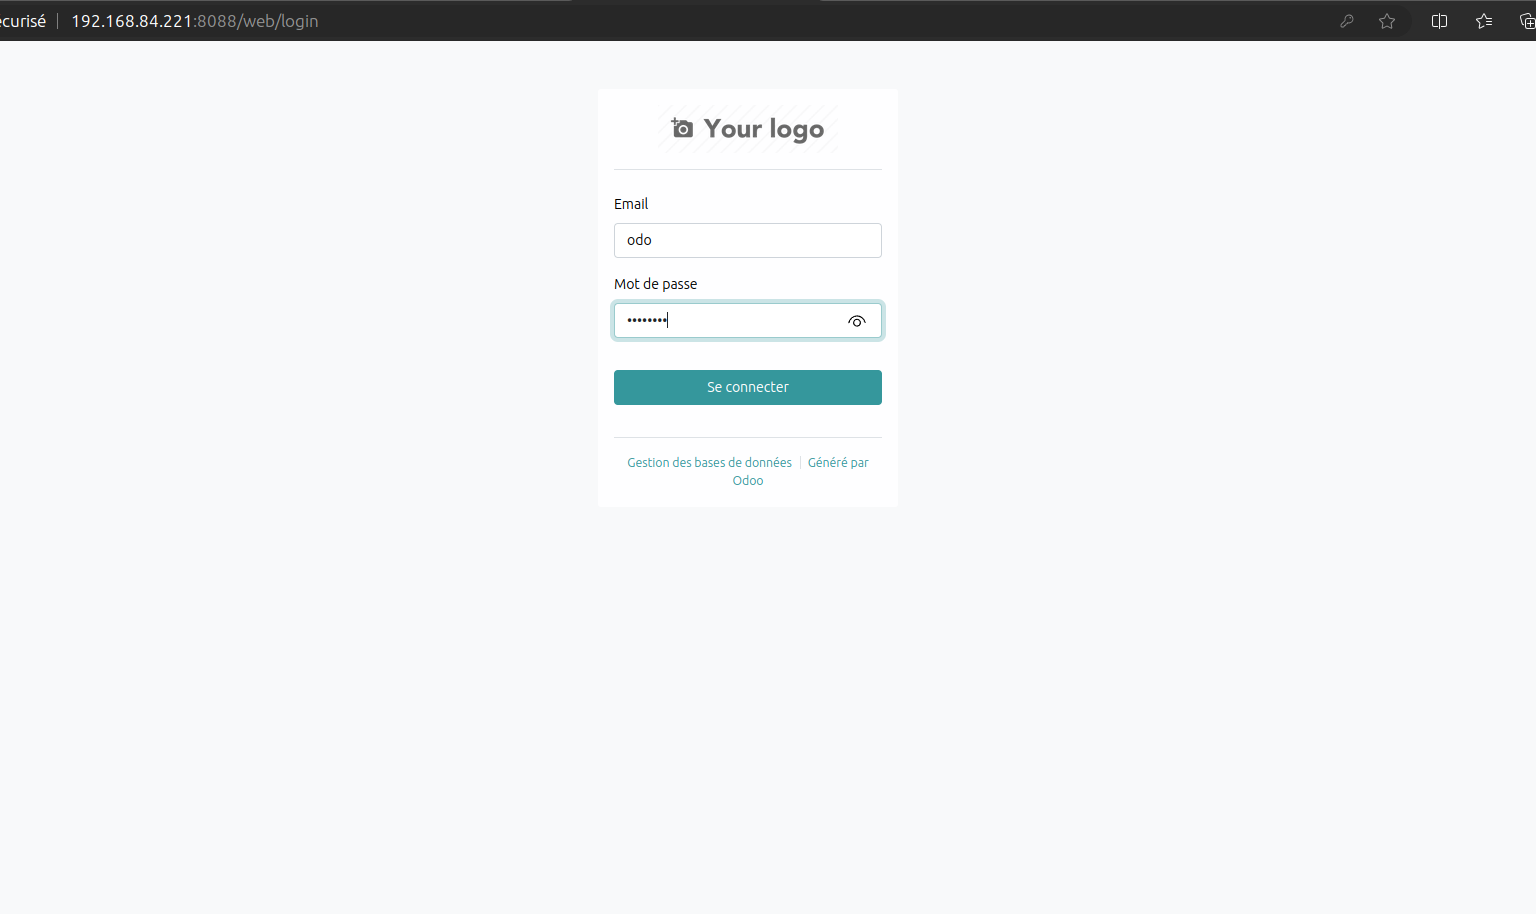 192.168.84.221:8088/web/login
Your logo
Email
odo
Mot de passe
••••••••
Se connecter
Gestion des bases de données | Généré par
Odoo